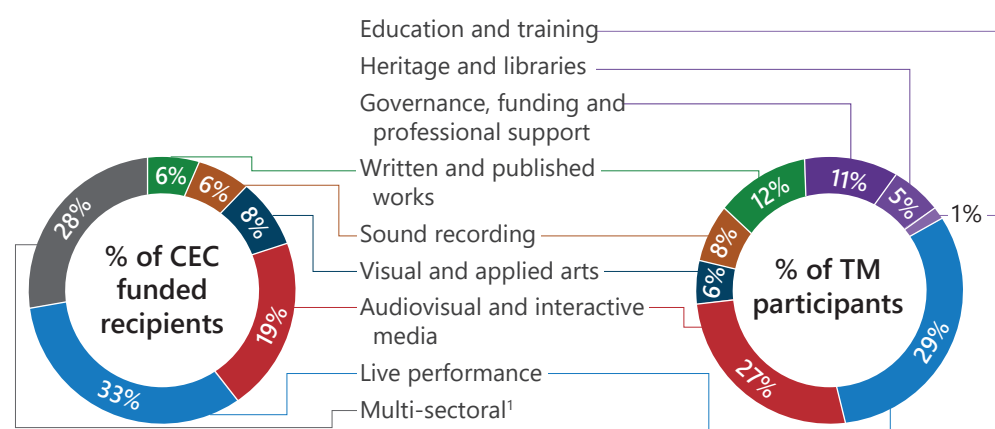 Education and training
Heritage and libraries
Governance, funding and
professional support
Written and published
works
Sound recording
Visual and applied arts
Audiovisual and interactive
media
Live performance
Multi-sectoral¹
% of CEC
funded
recipients
6%
6%
8%
19%
33%
28%
% of TM
participants
11%
5%
1%
29%
27%
6%
8%
12%